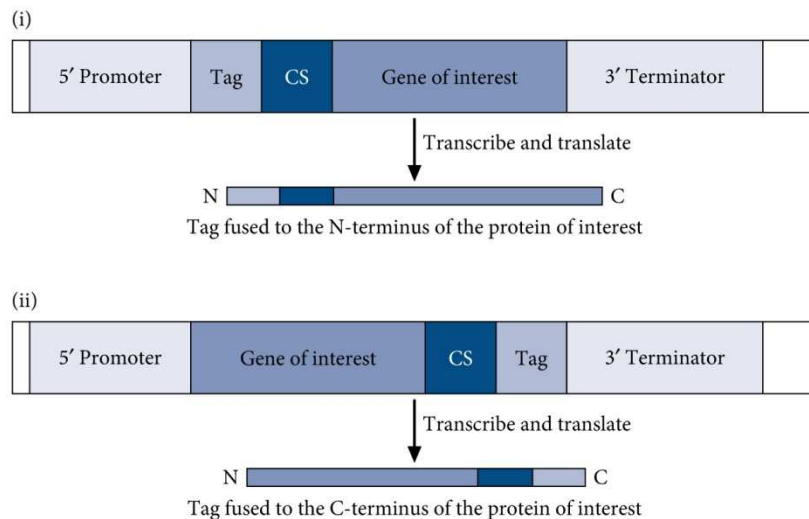 (i)
5′ Promoter Tag CS Gene of interest 3′ Terminator
Transcribe and translate
N C
Tag fused to the N-terminus of the protein of interest
(ii)
5′ Promoter Gene of interest CS Tag 3′ Terminator
Transcribe and translate
N C
Tag fused to the C-terminus of the protein of interest